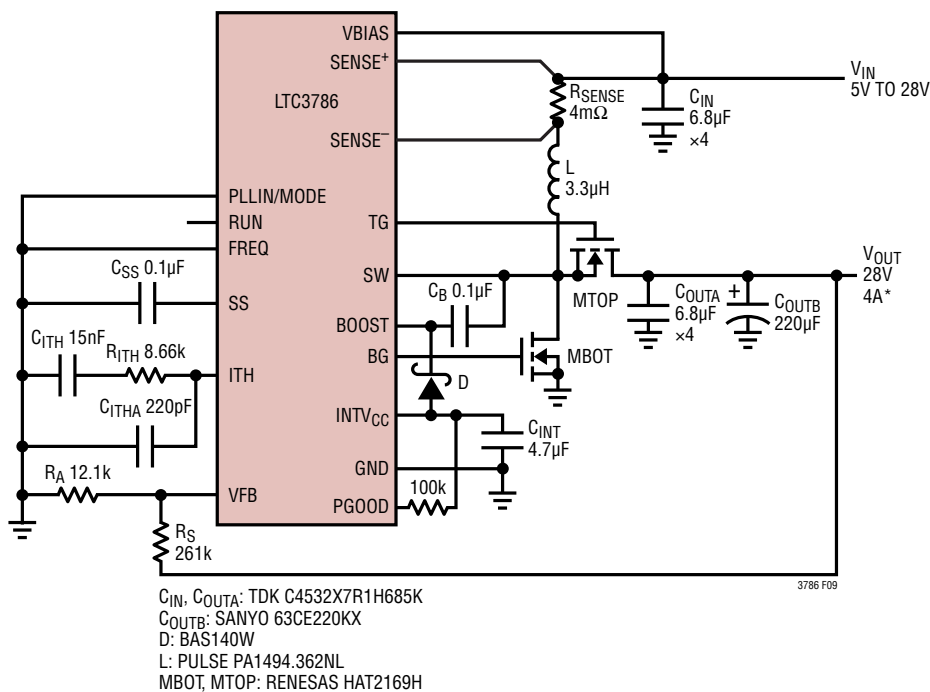 VBIAS
SENSE+
LTC3786
SENSE–
PLLIN/MODE
RUN
FREQ
SS
ITH
VFB
TG
SW
BOOST
BG
INTVCC
GND
PGOOD
VIN
5V TO 28V
RSENSE
4mΩ
CIN
6.8µF
×4
L
3.3µH
CSS 0.1µF
CITH 15nF
RITH 8.66k
CITHA 220pF
RA 12.1k
RS
261k
CB 0.1µF
D
MTOP
MBOT
VOUT
28V
4A*
COUTA
6.8µF
×4
+
COUTB
220µF
CINT
4.7µF
100k
3786 F09
CIN, COUTA: TDK C4532X7R1H685K
COUTB: SANYO 63CE220KX
D: BAS140W
L: PULSE PA1494.362NL
MBOT, MTOP: RENESAS HAT2169H